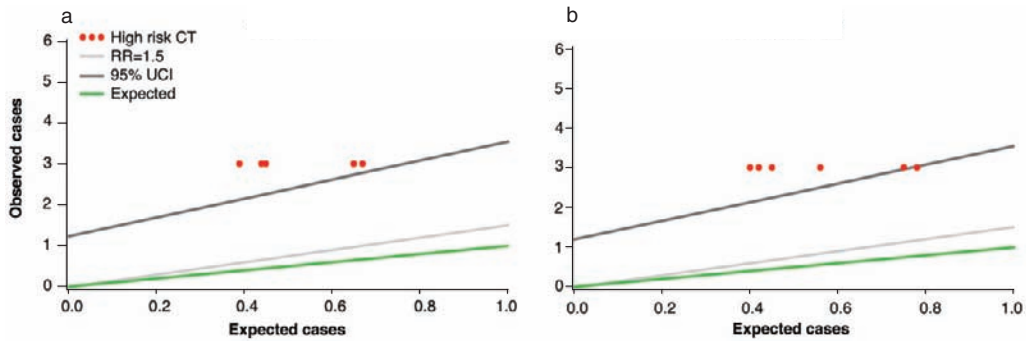 a
6
5
4
3
2
1
0
Observed cases
High risk CT
RR=1.5
95% UCI
Expected
0.0
0.2
0.4
0.6
0.8
1.0
Expected cases
b
6
5
4
3
2
1
0
0.0
0.2
0.4
0.6
0.8
1.0
Expected cases